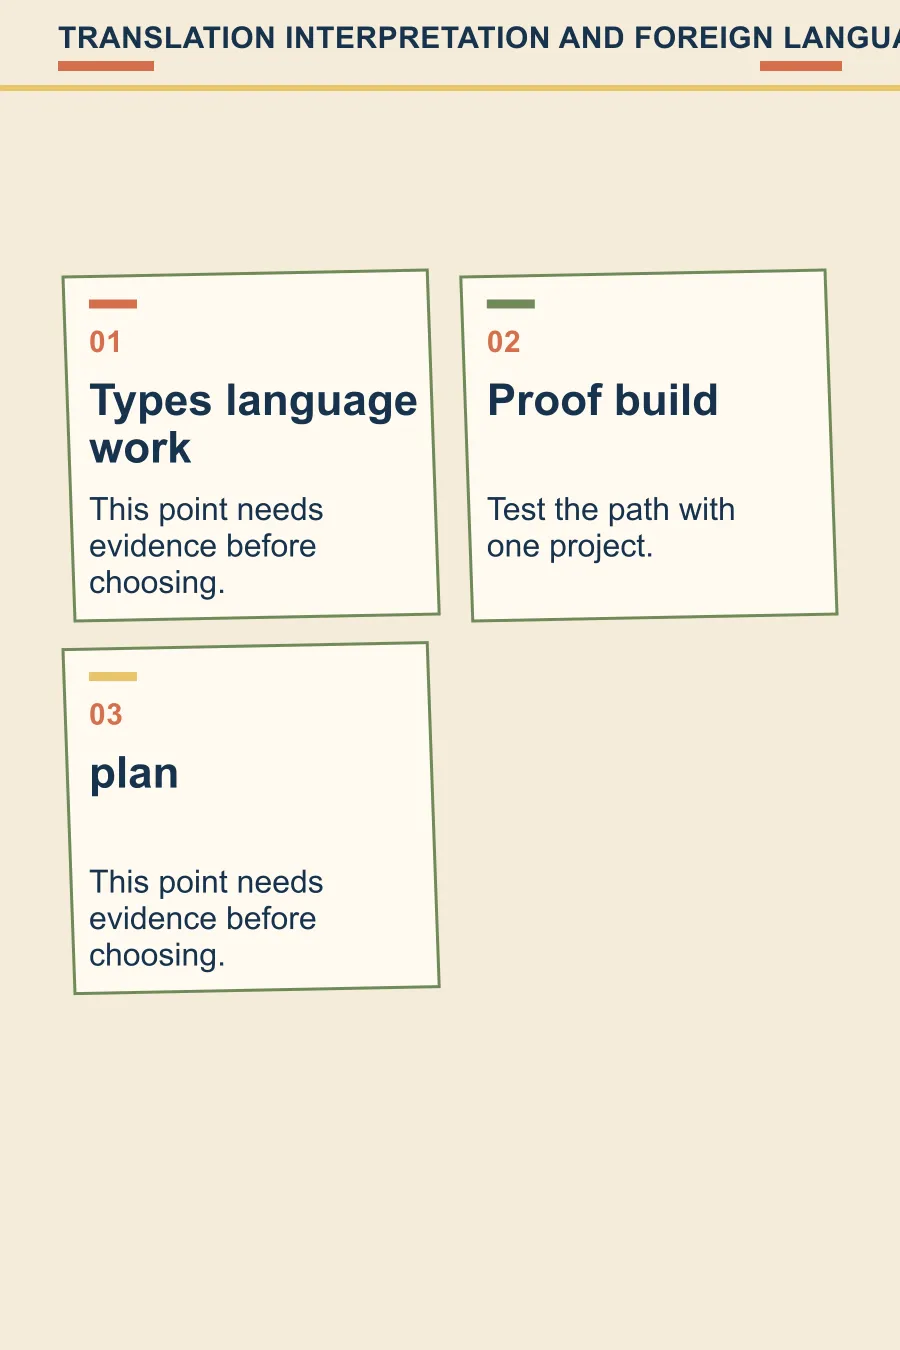 TRANSLATION INTERPRETATION AND FOREIGN LANGUA
01
Types language
work
This point needs
evidence before
choosing.
02
Proof build
Test the path with
one project.
03
plan
This point needs
evidence before
choosing.